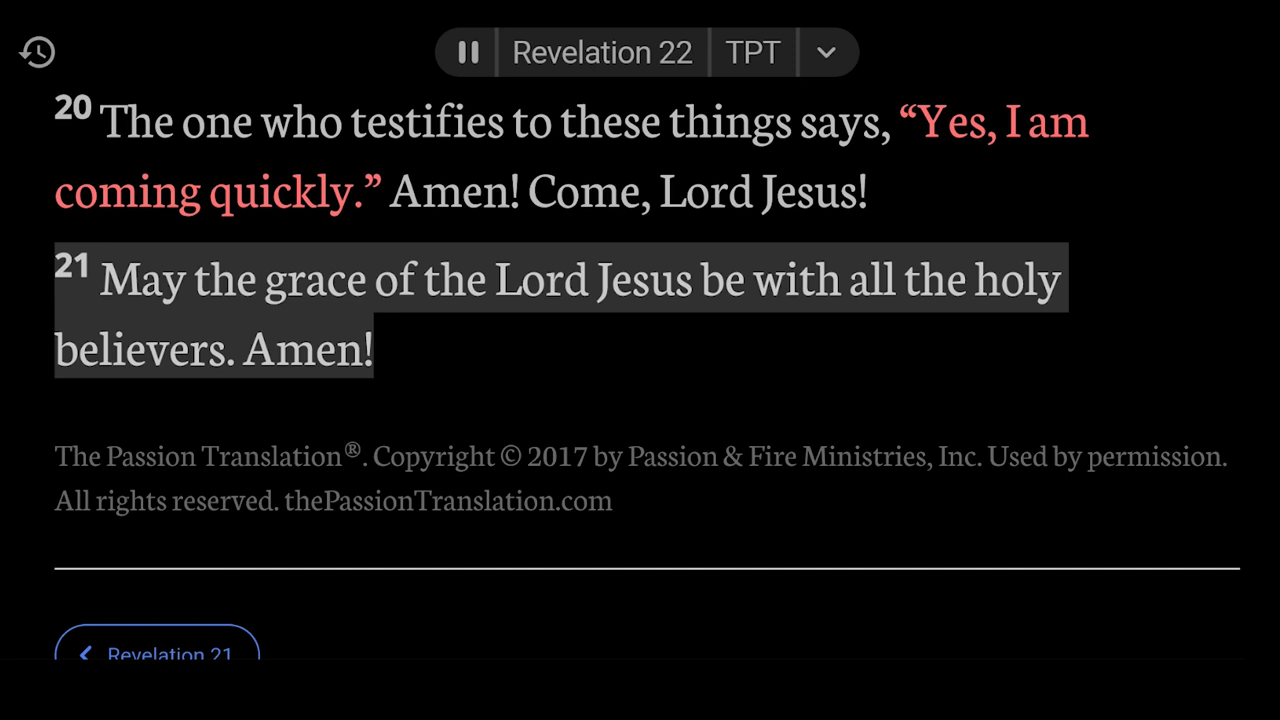 Revelation 22 TPT
20 The one who testifies to these things says, “Yes, I am
coming quickly.” Amen! Come, Lord Jesus!
21 May the grace of the Lord Jesus be with all the holy
believers. Amen!
The Passion Translation®. Copyright © 2017 by Passion & Fire Ministries, Inc. Used by permission.
All rights reserved. thePassionTranslation.com
Revelation 21